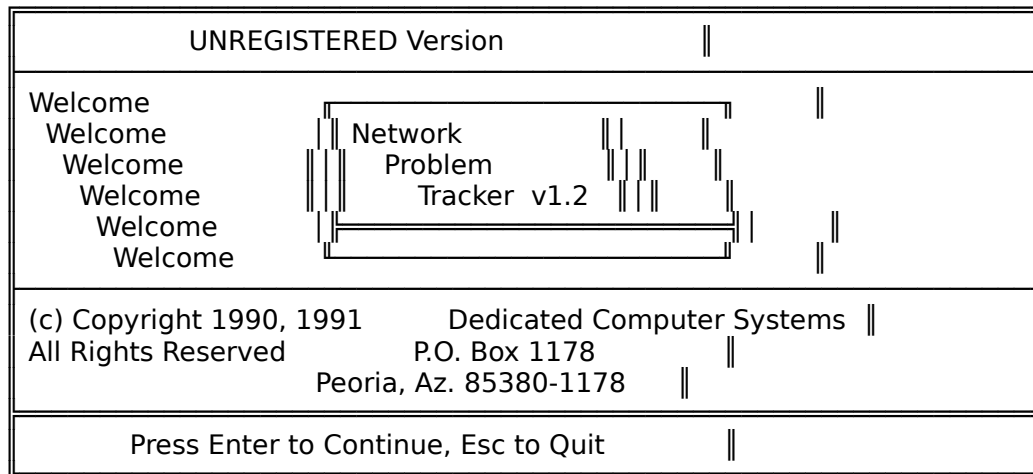 UNREGISTERED Version
Welcome
Welcome Network
Welcome Problem
Welcome Tracker v1.2
Welcome
Welcome
(c) Copyright 1990, 1991 Dedicated Computer Systems
All Rights Reserved P.O. Box 1178
Peoria, Az. 85380-1178
Press Enter to Continue, Esc to Quit